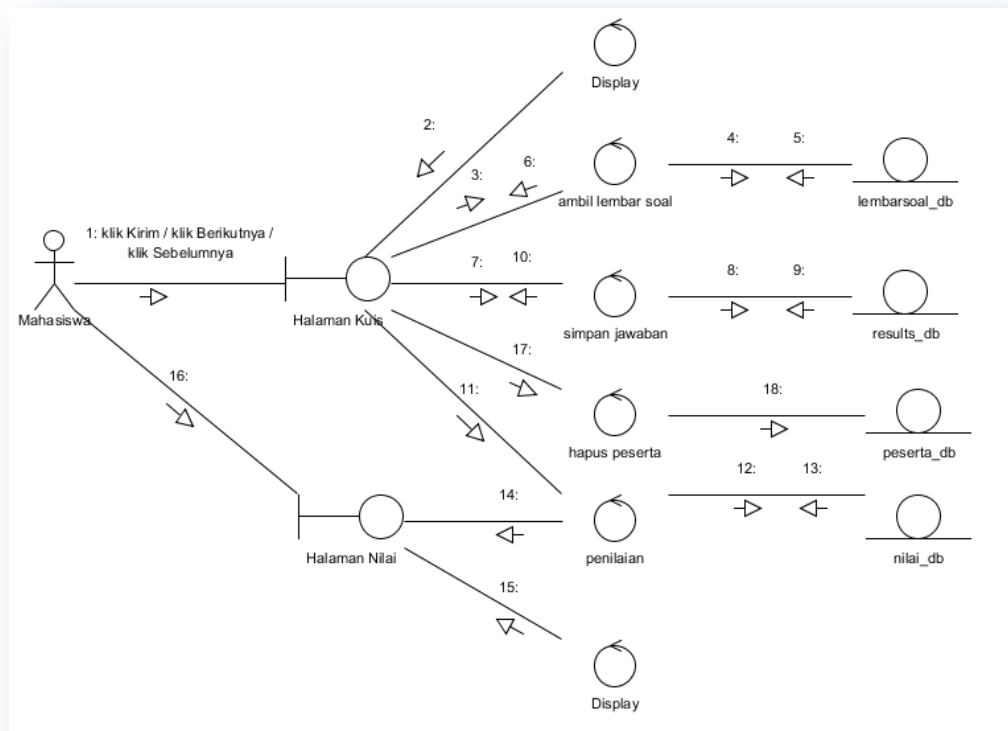 Display
2:
3:
6:
4:
5:
ambil lembar soal
lembarsoal_db
1: klik Kirim / klik Berikutnya /
klik Sebelumnya
7:
10:
8:
9:
Mahasiswa
Halaman Kuis
simpan jawaban
results_db
17:
16:
11:
18:
hapus peserta
peserta_db
14:
12:
13:
Halaman Nilai
penilaian
nilai_db
15:
Display